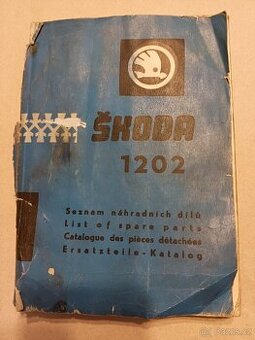 ŠKODA
1202
Seznam náhradních dílů
List of spare parts
Catalogue des pièces détachées
Ersatzteile-Katalog